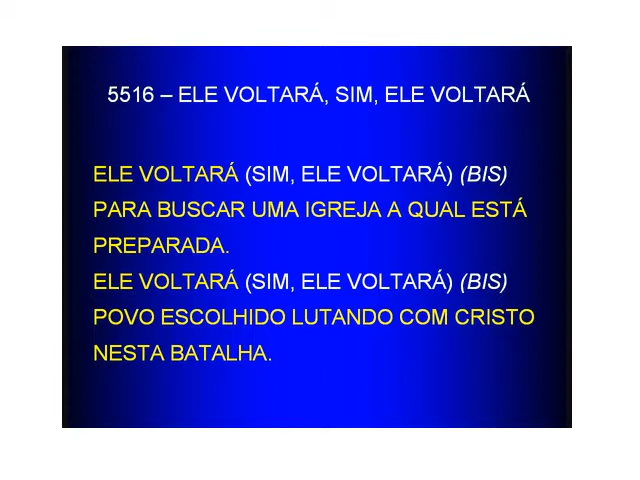 5516 – ELE VOLTARÁ, SIM, ELE VOLTARÁ
ELE VOLTARÁ (SIM, ELE VOLTARÁ) (BIS)
PARA BUSCAR UMA IGREJA A QUAL ESTÁ
PREPARADA.
ELE VOLTARÁ (SIM, ELE VOLTARÁ) (BIS)
POVO ESCOLHIDO LUTANDO COM CRISTO
NESTA BATALHA.